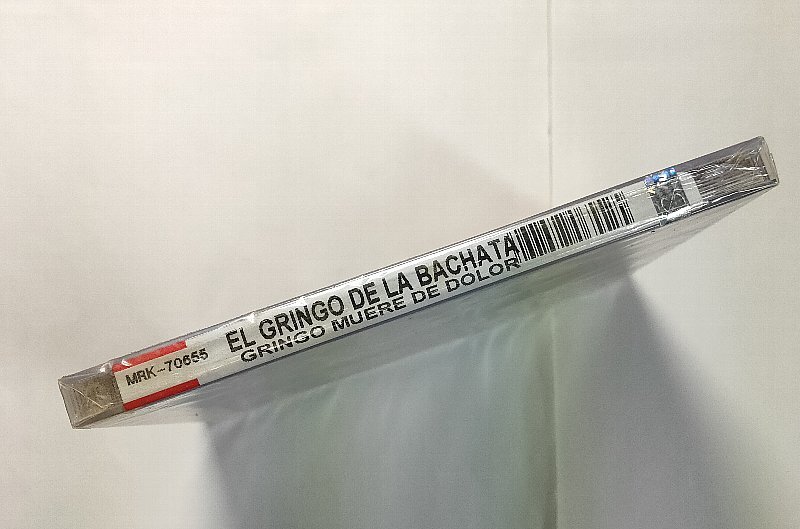 MRK-70655
EL GRINGO DE LA BACHATA
GRINGO MUERE DE DOLOR